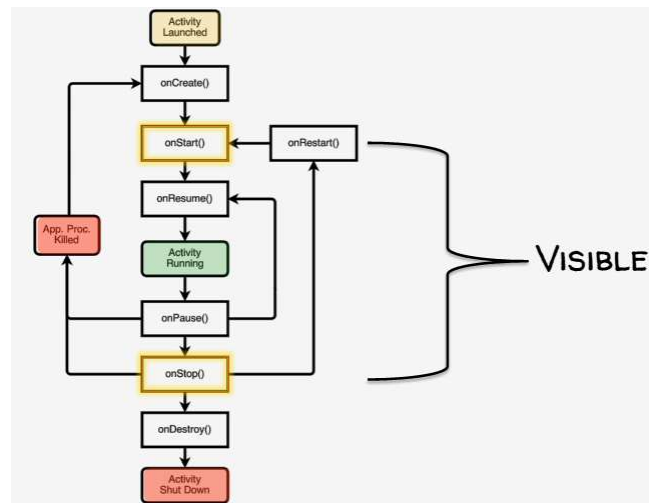 Activity
Launched
onCreate()
onStart()
onRestart()
onResume()
App. Proc.
Killed
Activity
Running
VISIBLE
onPause()
onStop()
onDestroy()
Activity
Shut Down